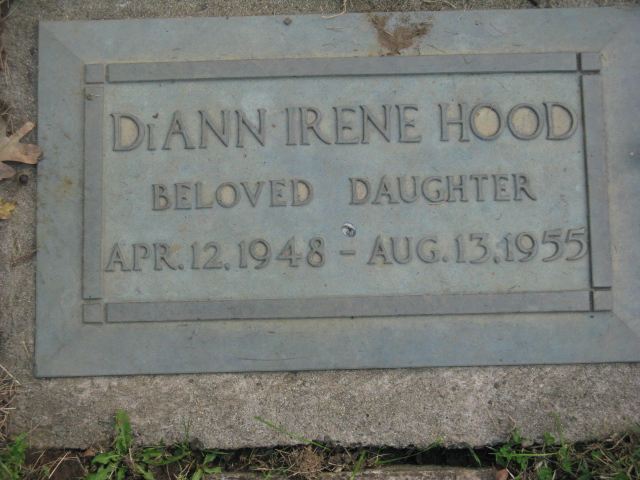 DiANN IRENE HOOD
BELOVED DAUGHTER
APR. 12, 1948 - AUG. 13, 1955